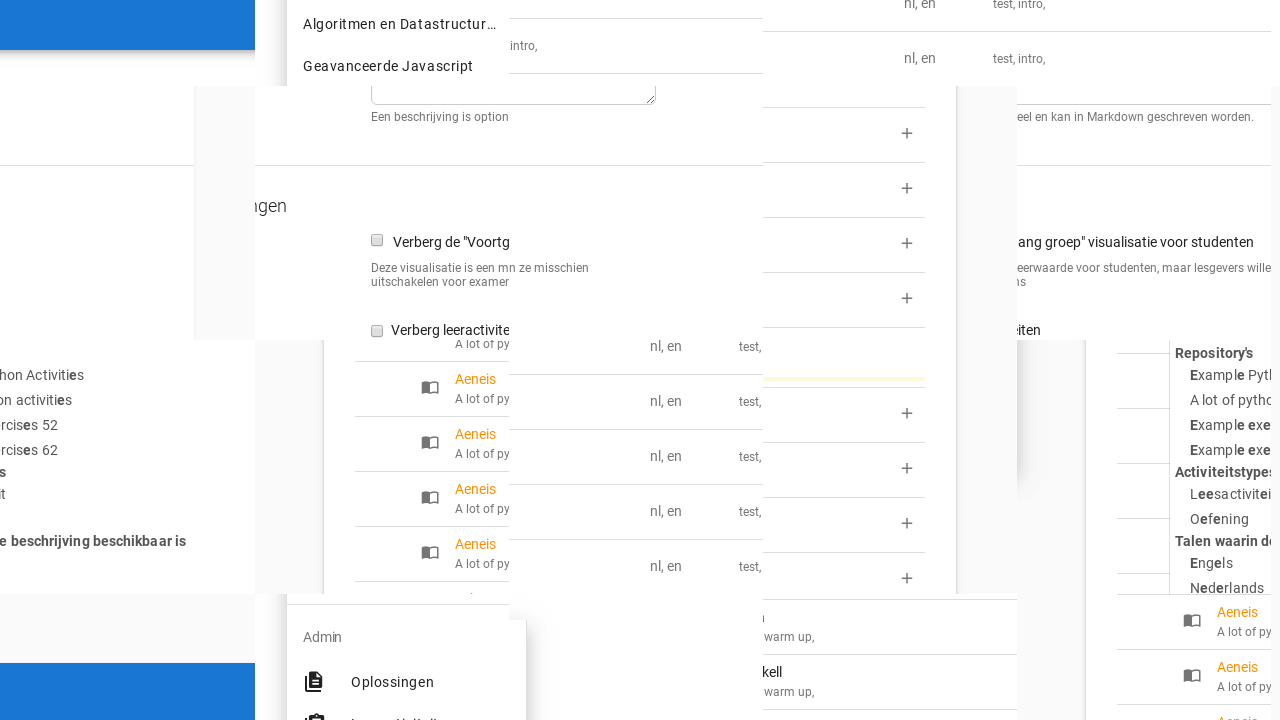 Algoritmen en Datastructur…
intro,
nl, en
test, intro,
Geavanceerde Javascript
nl, en
test, intro,
Een beschrijving is option
eel en kan in Markdown geschreven worden.
ngen
Verberg de "Voortg
ang groep" visualisatie voor studenten
Deze visualisatie is een mn ze misschien
eerwaarde voor studenten, maar lesgevers wille
uitschakelen voor examer
ns
Verberg leeractivite
eiten
A lot of py
nl, en
test,
Repository's
hon Activities
Aeneis
Example Pyth
A lot of py
nl, en
test,
on activities
A lot of pytho
rcises 52
Example exe
Aeneis
A lot of py
nl, en
test,
rcises 62
Example exe
s
Activiteitstypes
it
Aeneis
Leesactivitei
A lot of py
nl, en
test,
Oefening
e beschrijving beschikbaar is
Aeneis
Talen waarin de
A lot of py
nl, en
test,
Engels
Nederlands
Aeneis
Admin
warm up,
A lot of py
Oplossingen
kell
Aeneis
warm up,
A lot of py